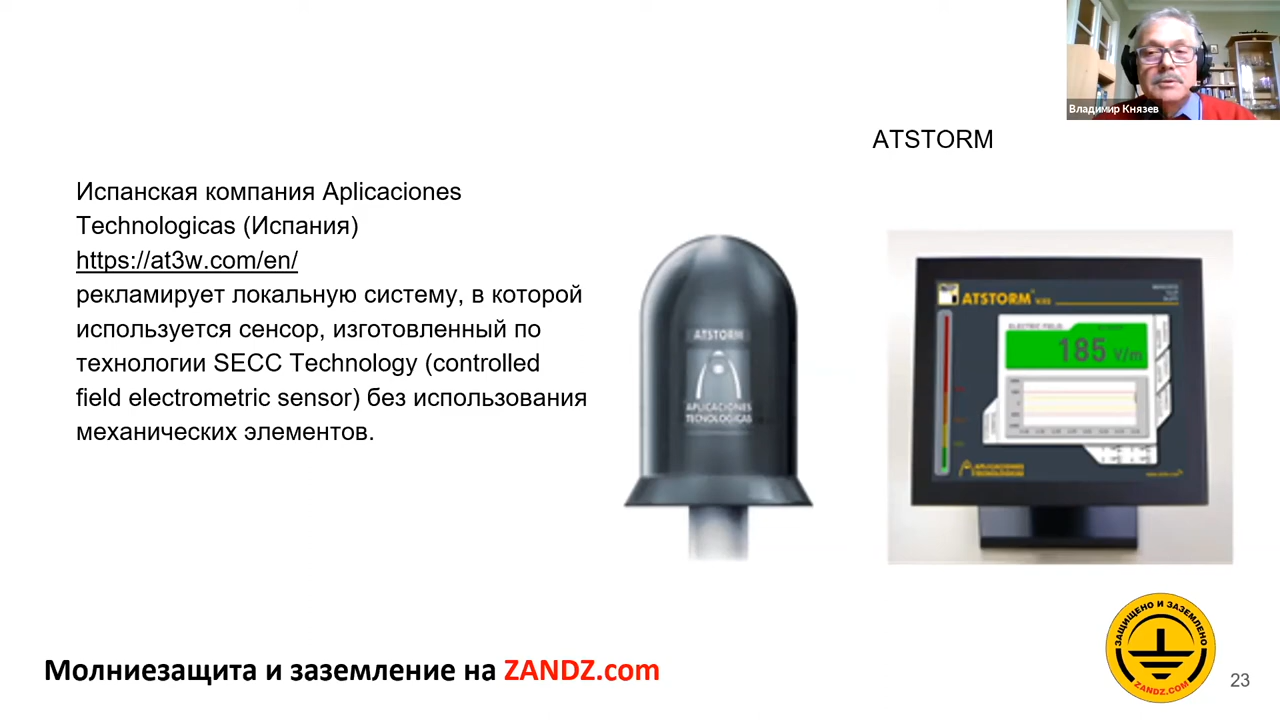 Владимир Князев
ATSTORM
Испанская компания Aplicaciones
Technologicas (Испания)
https://at3w.com/en/
рекламирует локальную систему, в которой
используется сенсор, изготовленный по
технологии SECC Technology (controlled
field electrometric sensor) без использования
механических элементов.
ATSTORM
APLICACIONES
TECNOLOGICAS
ATSTORM
ELECTRIC FIELD
185 V/m
APLICACIONES
TECNOLOGICAS
ЗАЩИЩЕНО И ЗАЗЕМЛЕНО
ZANDZ.COM
Молниезащита и заземление на ZANDZ.com
23